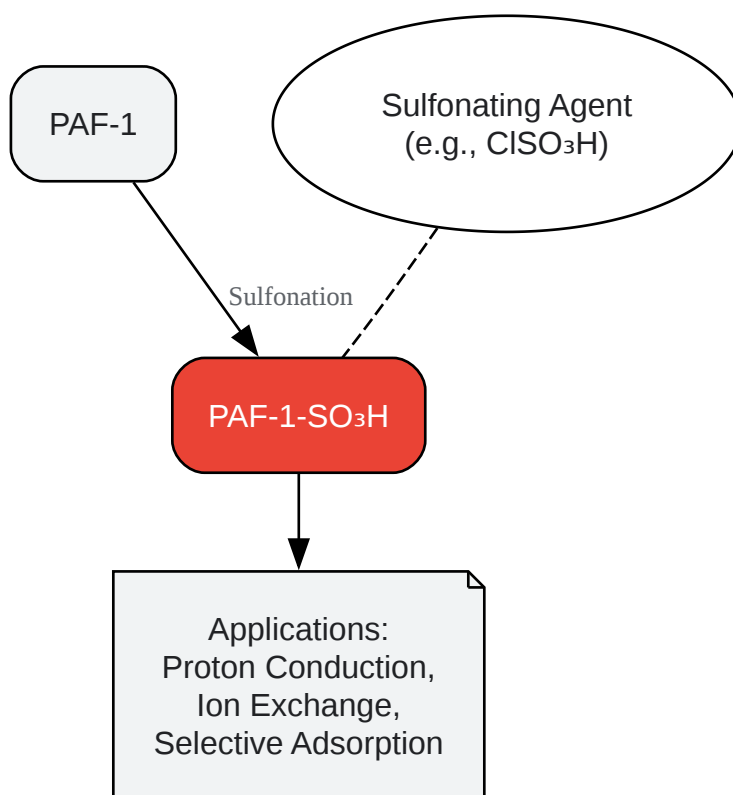 PAF-1
Sulfonating Agent
(e.g., ClSO₃H)
Sulfonation
PAF-1-SO₃H
Applications:
Proton Conduction,
Ion Exchange,
Selective Adsorption